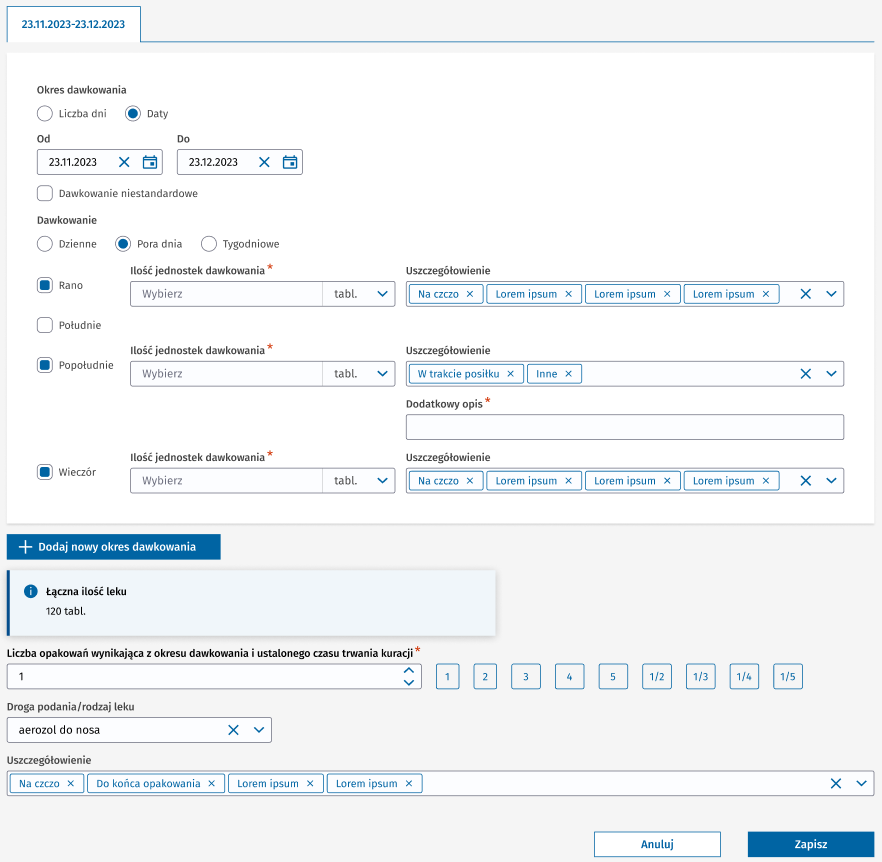 23.11.2023-23.12.2023
Okres dawkowania
Liczba dni Daty
Od Do
23.11.2023 23.12.2023
Dawkowanie niestandardowe
Dawkowanie
Dzienne Pora dnia Tygodniowe
Ilość jednostek dawkowania * Uszczegółowienie
Rano Wybierz tabl. Na czczo × Lorem ipsum × Lorem ipsum × Lorem ipsum ×
Południe
Ilość jednostek dawkowania * Uszczegółowienie
Popołudnie Wybierz tabl. W trakcie posiłku × Inne ×
Dodatkowy opis *
Ilość jednostek dawkowania * Uszczegółowienie
Wieczór Wybierz tabl. Na czczo × Lorem ipsum × Lorem ipsum × Lorem ipsum ×
+ Dodaj nowy okres dawkowania
Łączna ilość leku
120 tabl.
Liczba opakowań wynikająca z okresu dawkowania i ustalonego czasu trwania kuracji *
1 1 2 3 4 5 1/2 1/3 1/4 1/5
Droga podania/rodzaj leku
aerozol do nosa
Uszczegółowienie
Na czczo × Do końca opakowania × Lorem ipsum × Lorem ipsum ×
Anuluj Zapisz